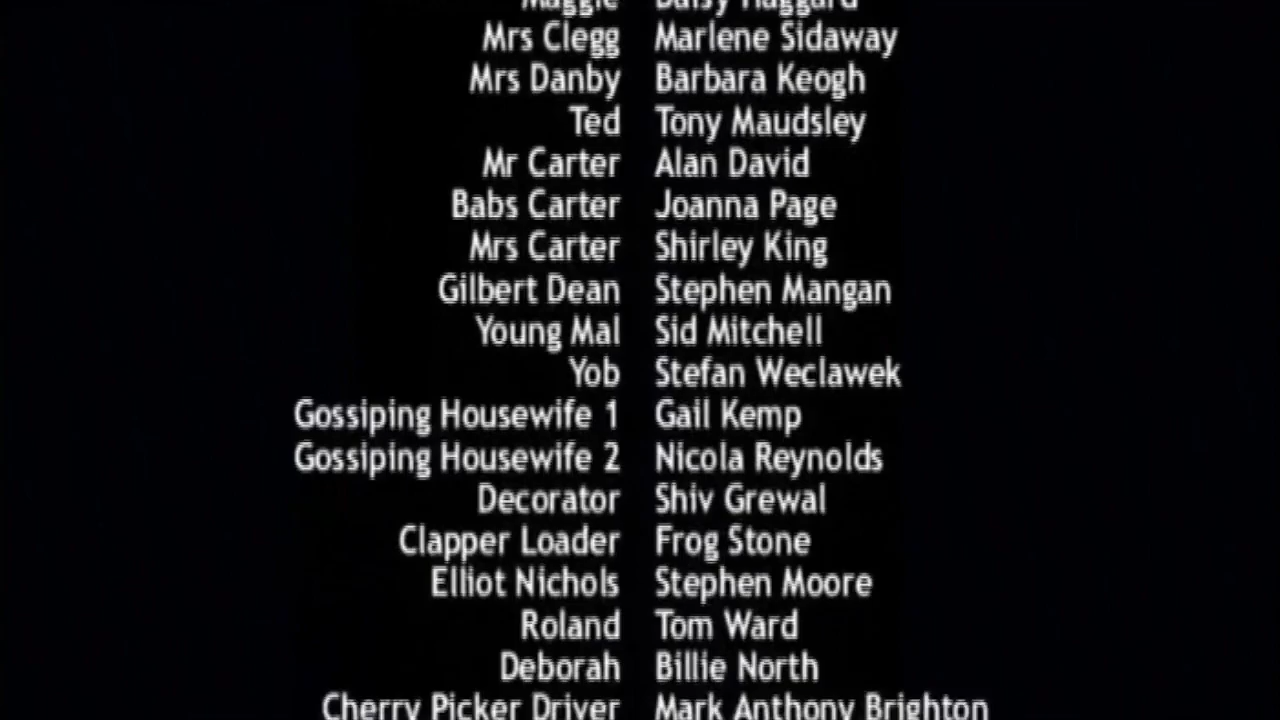 Maggie Daisy Haggard
Mrs Clegg Marlene Sidaway
Mrs Danby Barbara Keogh
Ted Tony Maudsley
Mr Carter Alan David
Babs Carter Joanna Page
Mrs Carter Shirley King
Gilbert Dean Stephen Mangan
Young Mal Sid Mitchell
Yob Stefan Weclawek
Gossiping Housewife 1 Gail Kemp
Gossiping Housewife 2 Nicola Reynolds
Decorator Shiv Grewal
Clapper Loader Frog Stone
Elliot Nichols Stephen Moore
Roland Tom Ward
Deborah Billie North
Cherry Picker Driver Mark Anthony Brighton